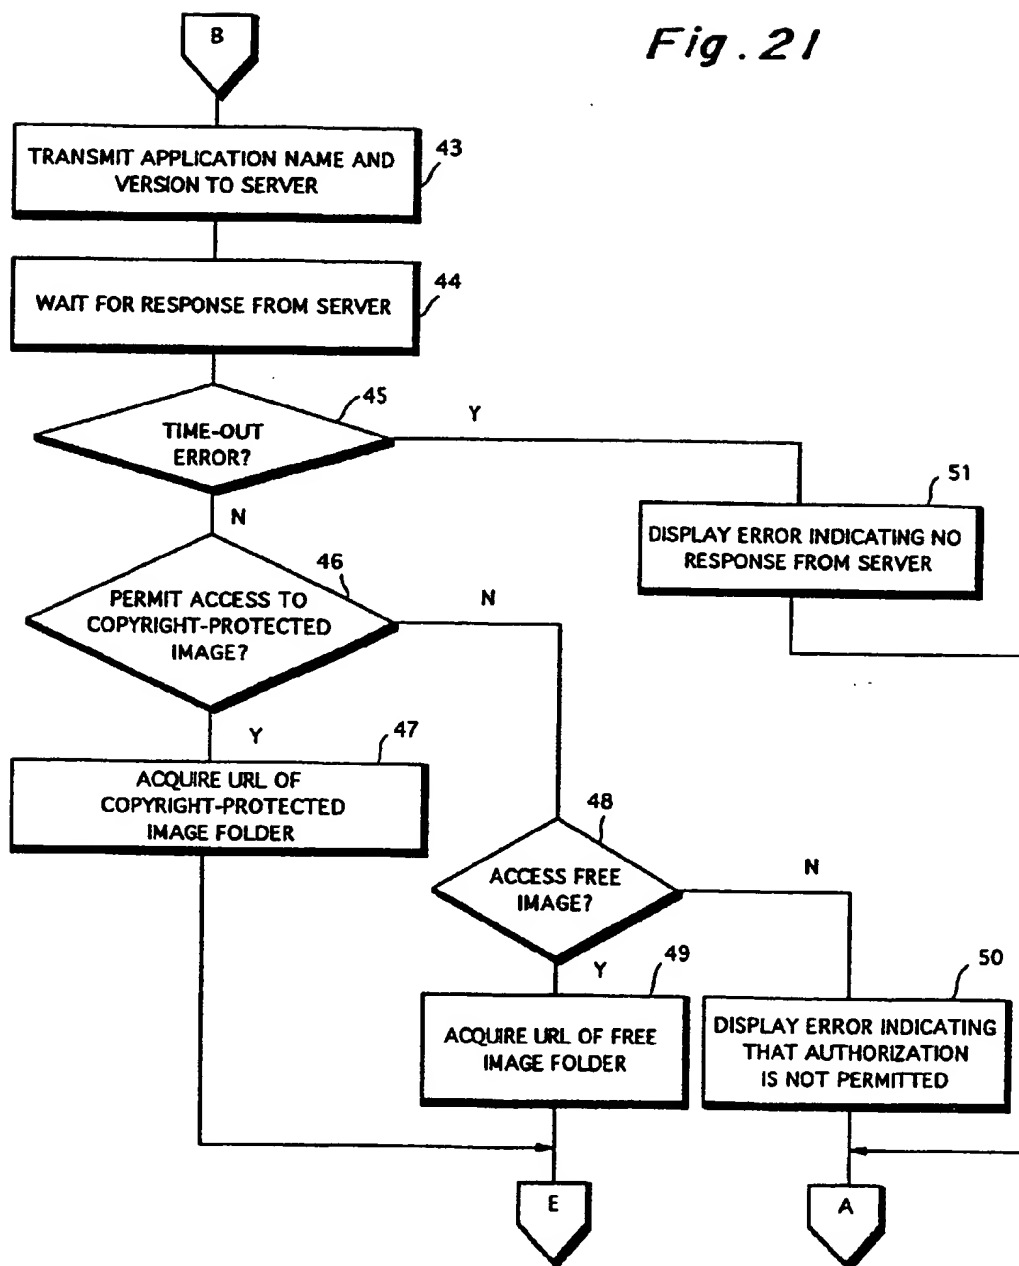 Fig. 21
B
TRANSMIT APPLICATION NAME AND
VERSION TO SERVER
43
WAIT FOR RESPONSE FROM SERVER
44
TIME-OUT
ERROR?
45
Y
N
51
DISPLAY ERROR INDICATING NO
RESPONSE FROM SERVER
PERMIT ACCESS TO
COPYRIGHT-PROTECTED
IMAGE?
46
N
Y
47
ACQUIRE URL OF
COPYRIGHT-PROTECTED
IMAGE FOLDER
48
ACCESS FREE
IMAGE?
N
Y
49
ACQUIRE URL OF FREE
IMAGE FOLDER
50
DISPLAY ERROR INDICATING
THAT AUTHORIZATION
IS NOT PERMITTED
E
A